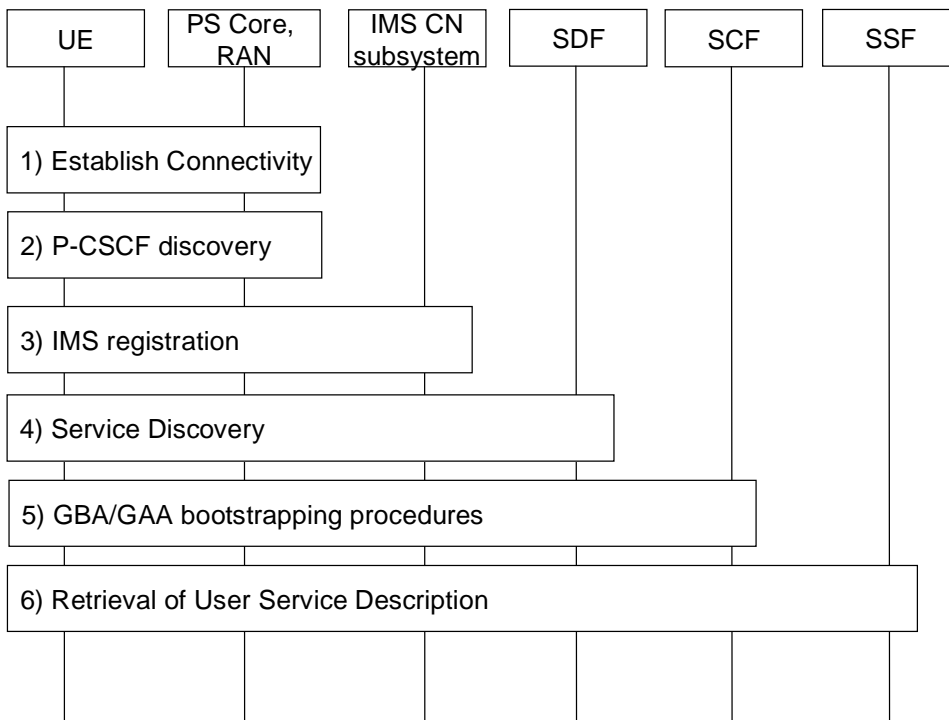 UE
PS Core,
RAN
IMS CN
subsystem
SDF
SCF
SSF
1) Establish Connectivity
2) P-CSCF discovery
3) IMS registration
4) Service Discovery
5) GBA/GAA bootstrapping procedures
6) Retrieval of User Service Description